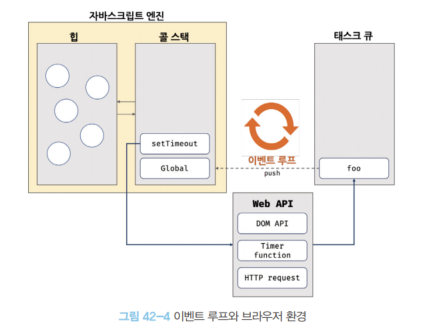 자바스크립트 엔진
힙
콜 스택
태스크 큐
setTimeout
Global
이벤트 루프
push
foo
Web API
DOM API
Timer
function
HTTP request
그림 42-4 이벤트 루프와 브라우저 환경